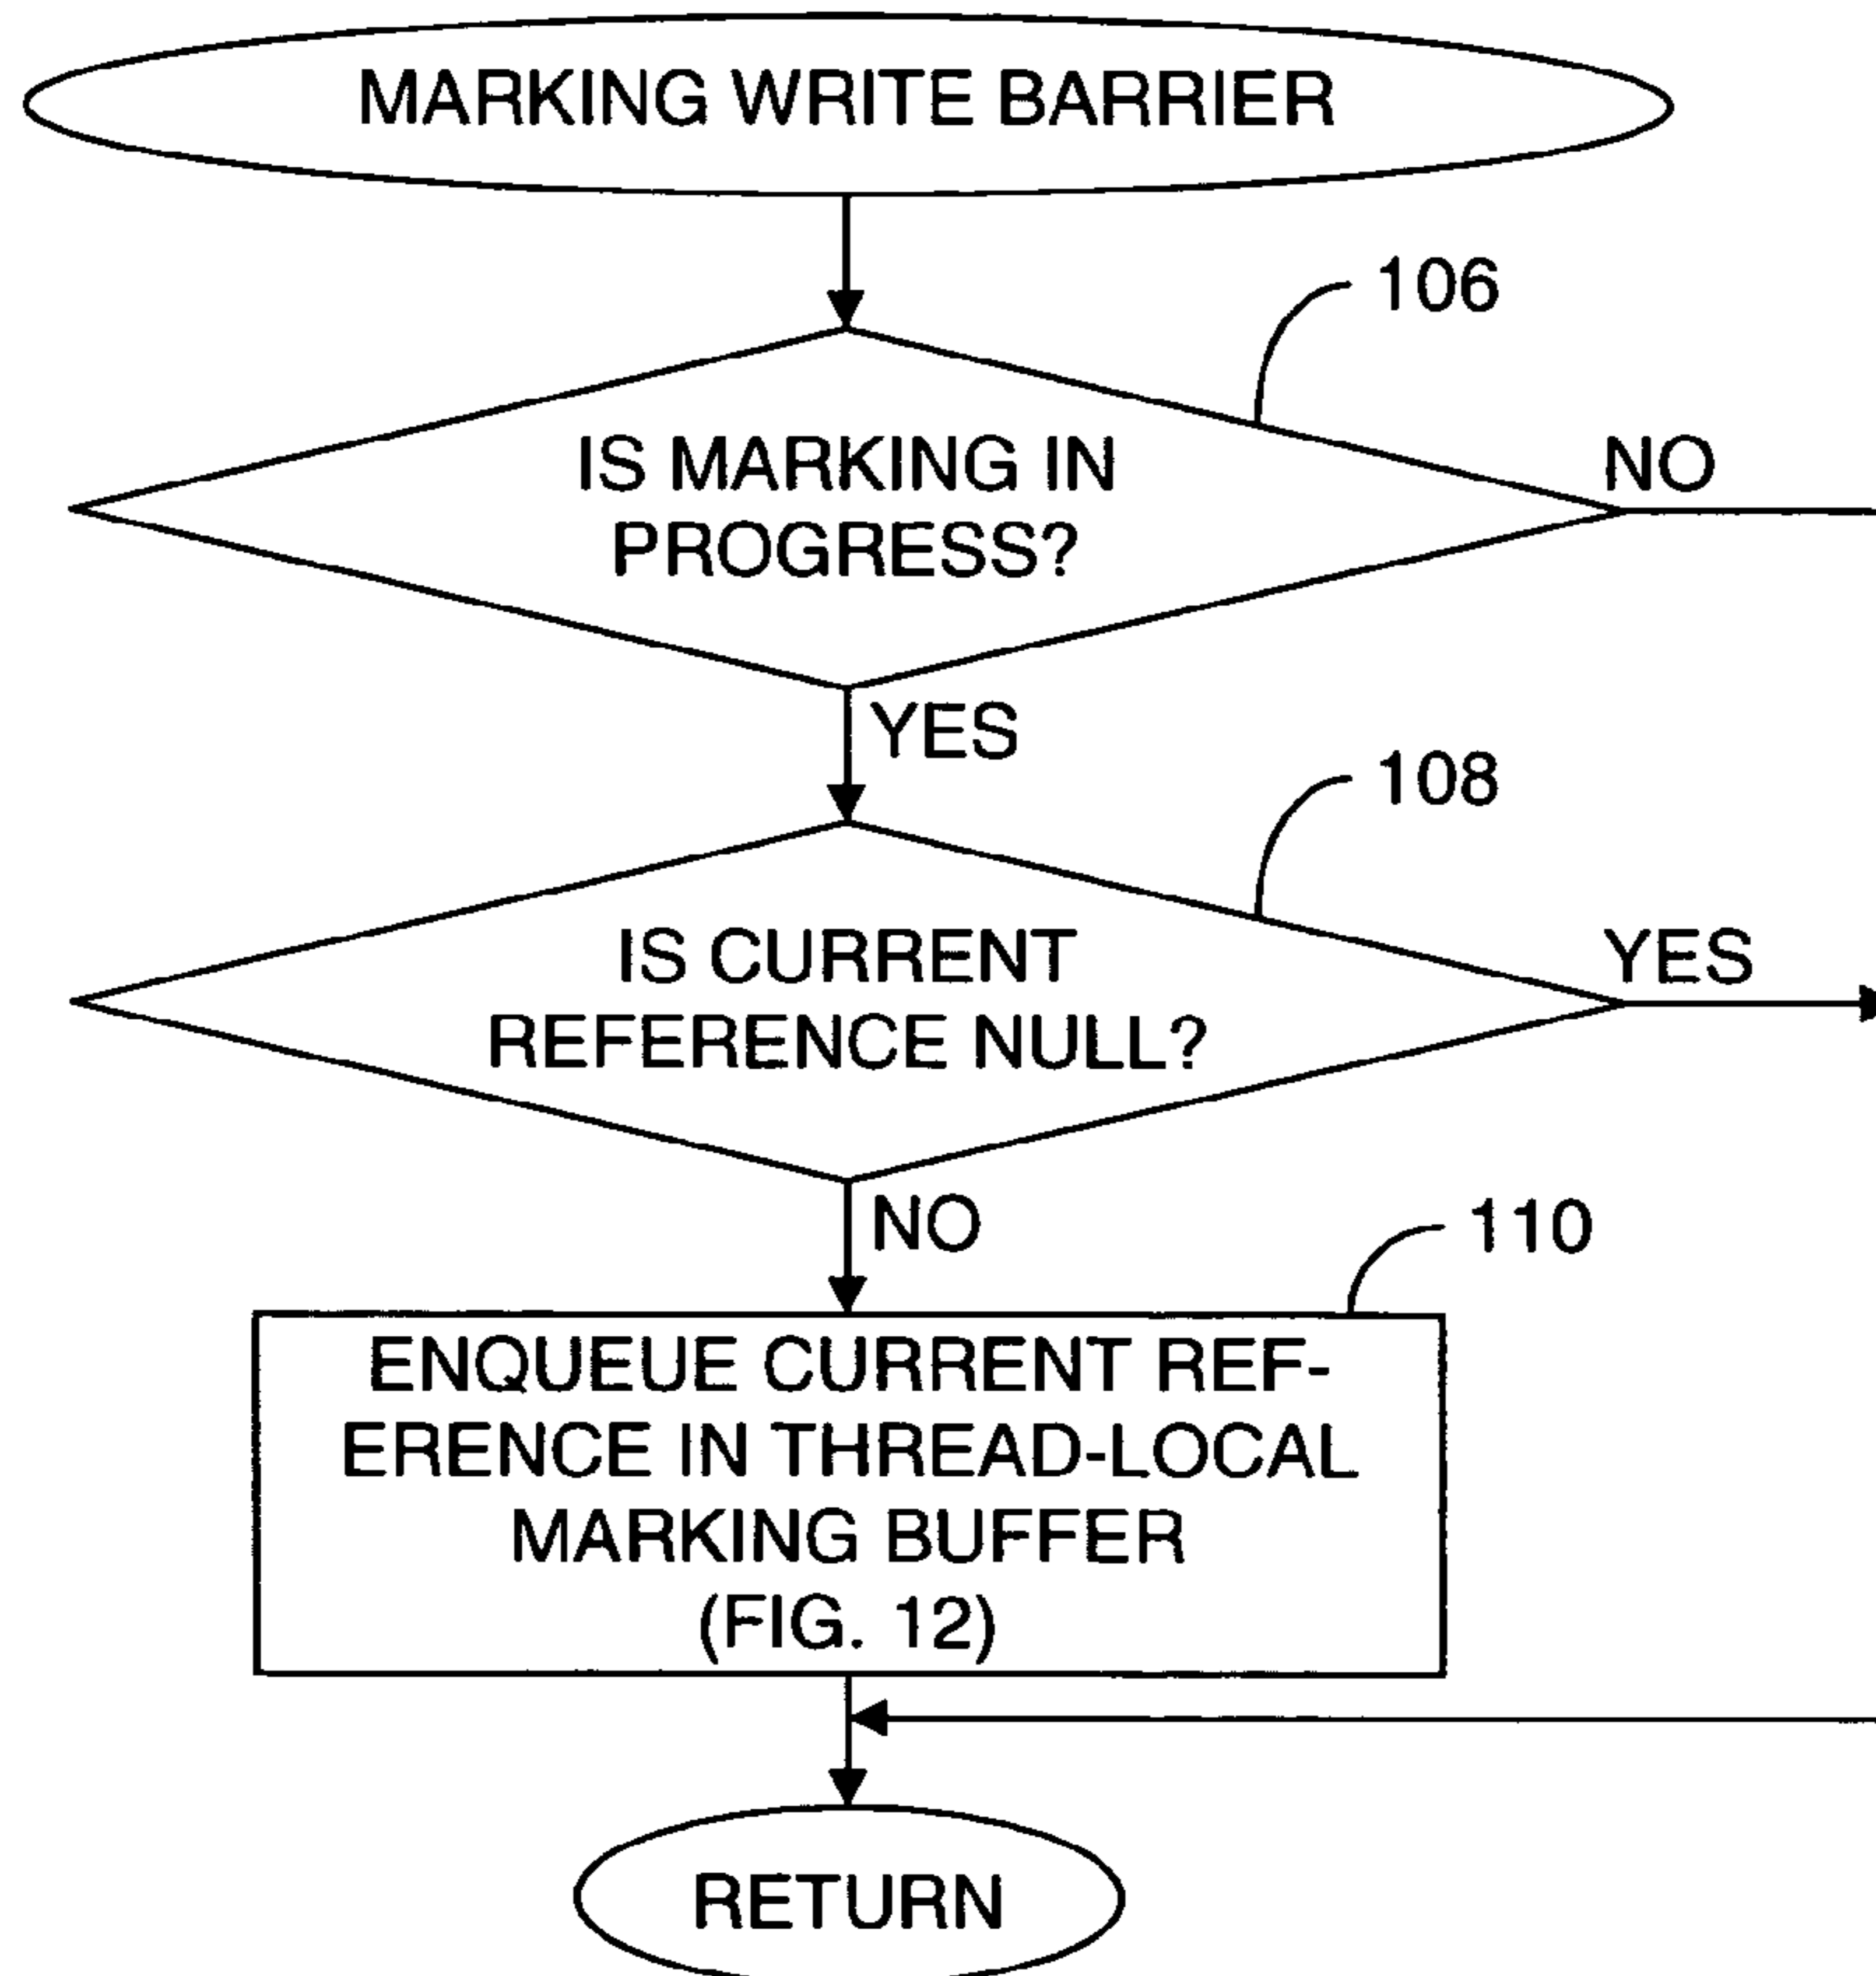 MARKING WRITE BARRIER
106
IS MARKING IN
PROGRESS?
NO
YES
108
IS CURRENT
REFERENCE NULL?
YES
NO
110
ENQUEUE CURRENT REF-
ERENCE IN THREAD-LOCAL
MARKING BUFFER
(FIG. 12)
RETURN